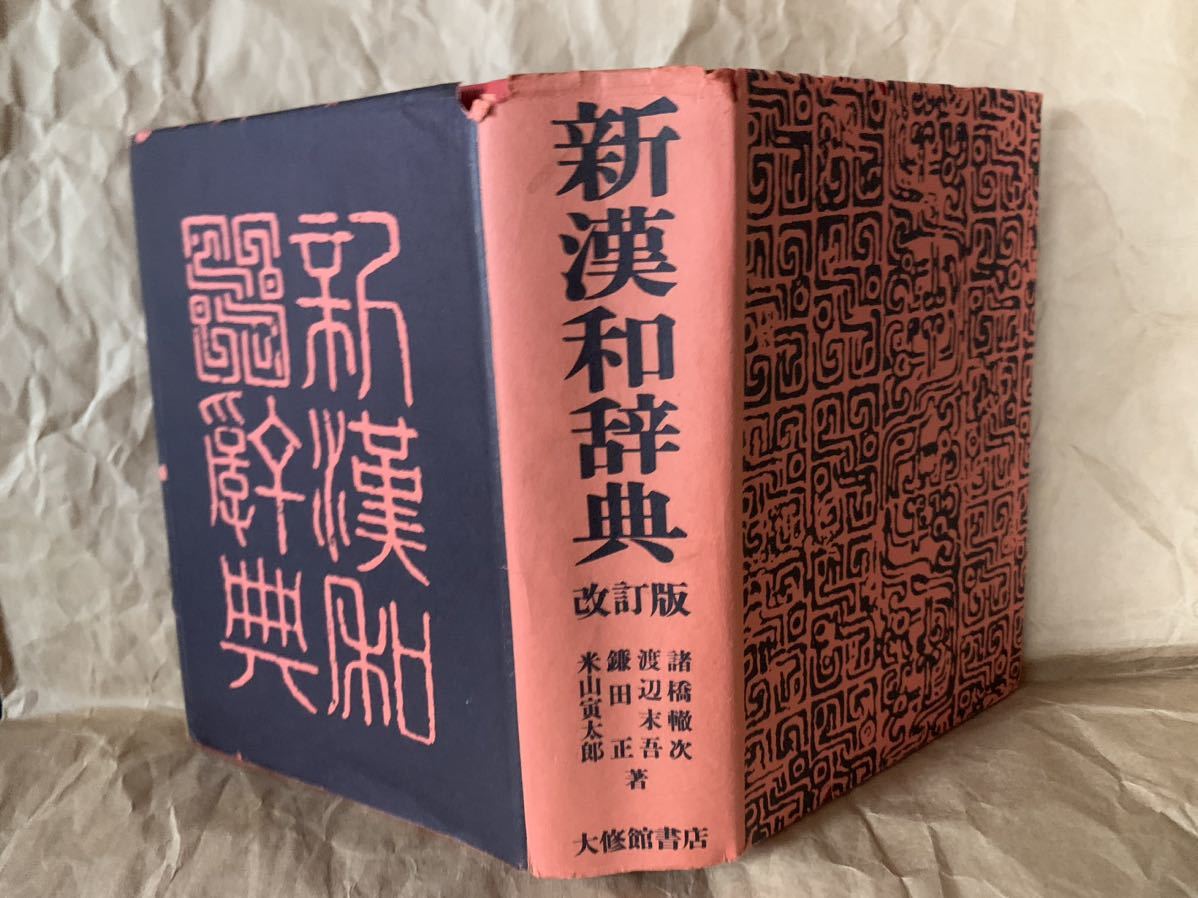 新漢和
辭典
新漢和辞典
改訂版
諸橋轍次
渡辺末吾
鎌田正
米山寅太郎
著
大修館書店